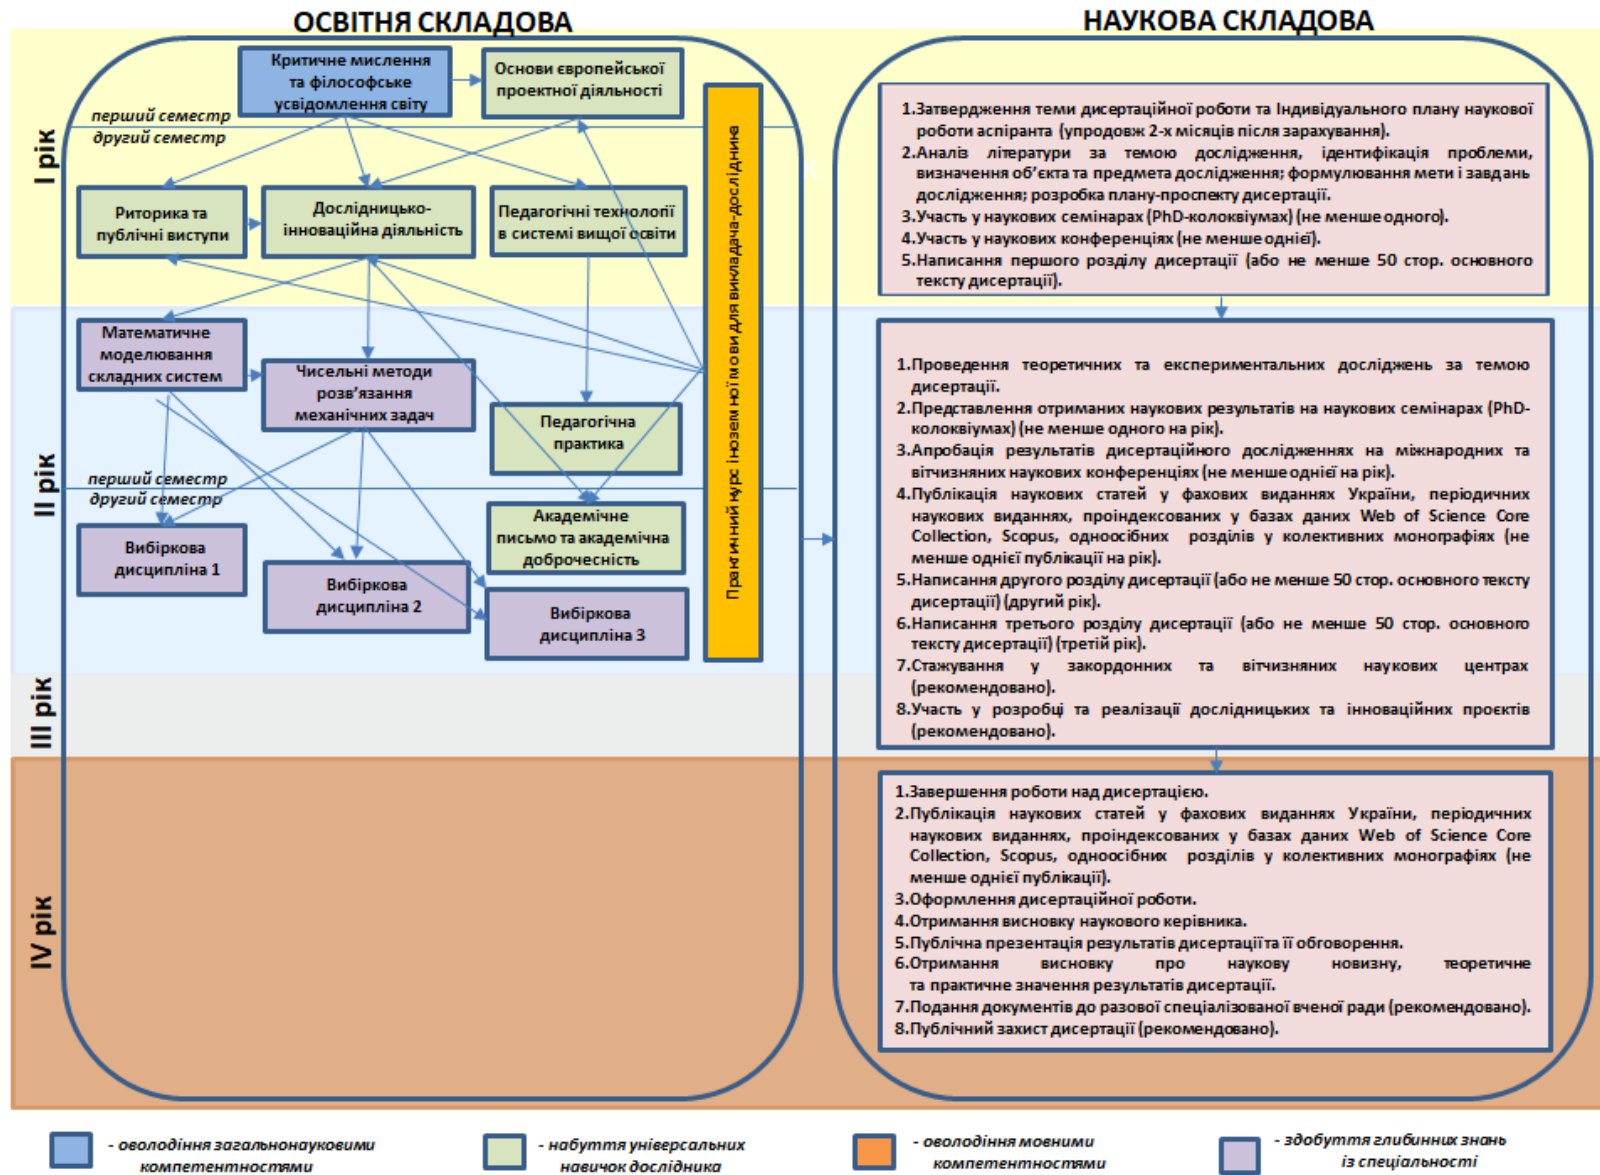 ОСВІТНЯ СКЛАДОВА
НАУКОВА СКЛАДОВА
І рік
Критичне мислення
та філософське
усвідомлення світу
Основи європейської
проектної діяльності
перший семестр
другий семестр
Риторика та
публічні виступи
Дослідницько-
інноваційна діяльність
Педагогічні технології
в системі вищої освіти
ІІ рік
Математичне
моделювання
складних систем
Чисельні методи
розв’язання
механічних задач
Педагогічна
практика
перший семестр
другий семестр
Академічне
письмо та академічна
доброчесність
Вибіркова
дисципліна 1
Вибіркова
дисципліна 2
Вибіркова
дисципліна 3
Практичний курс іноземної мови для викладача-дослідника
ІІІ рік
IV рік
1.Затвердження теми дисертаційної роботи та Індивідуального плану наукової
роботи аспіранта (упродовж 2-х місяців після зарахування).
2.Аналіз літератури за темою дослідження, ідентифікація проблеми,
визначення об’єкта та предмета дослідження; формулювання мети і завдань
дослідження; розробка плану-проспекту дисертації.
3.Участь у наукових семінарах (PhD-колоквіумах) (не менше одного).
4.Участь у наукових конференціях (не менше однієї).
5.Написання першого розділу дисертації (або не менше 50 стор. основного
тексту дисертації).
1.Проведення теоретичних та експериментальних досліджень за темою
дисертації.
2.Представлення отриманих наукових результатів на наукових семінарах (PhD-
колоквіумах) (не менше одного на рік).
3.Апробація результатів дисертаційного дослідженнях на міжнародних та
вітчизняних наукових конференціях (не менше однієї на рік).
4.Публікація наукових статей у фахових виданнях України, періодичних
наукових виданнях, проіндексованих у базах даних Web of Science Core
Collection, Scopus, одноосібних розділів у колективних монографіях (не
менше однієї публікації на рік).
5.Написання другого розділу дисертації (або не менше 50 стор. основного тексту
дисертації) (другий рік).
6.Написання третього розділу дисертації (або не менше 50 стор. основного
тексту дисертації) (третій рік).
7.Стажування у закордонних та вітчизняних наукових центрах
(рекомендовано).
8.Участь у розробці та реалізації дослідницьких та інноваційних проєктів
(рекомендовано).
1.Завершення роботи над дисертацією.
2.Публікація наукових статей у фахових виданнях України, періодичних
наукових виданнях, проіндексованих у базах даних Web of Science Core
Collection, Scopus, одноосібних розділів у колективних монографіях (не
менше однієї публікації).
3.Оформлення дисертаційної роботи.
4.Отримання висновку наукового керівника.
5.Публічна презентація результатів дисертації та її обговорення.
6.Отримання висновку про наукову новизну, теоретичне
та практичне значення результатів дисертації.
7.Подання документів до разової спеціалізованої вченої ради (рекомендовано).
8.Публічний захист дисертації (рекомендовано).
- оволодіння загальнонауковими
компетентностями
- набуття універсальних
навичок дослідника
- оволодіння мовними
компетентностями
- здобуття глибинних знань
із спеціальності